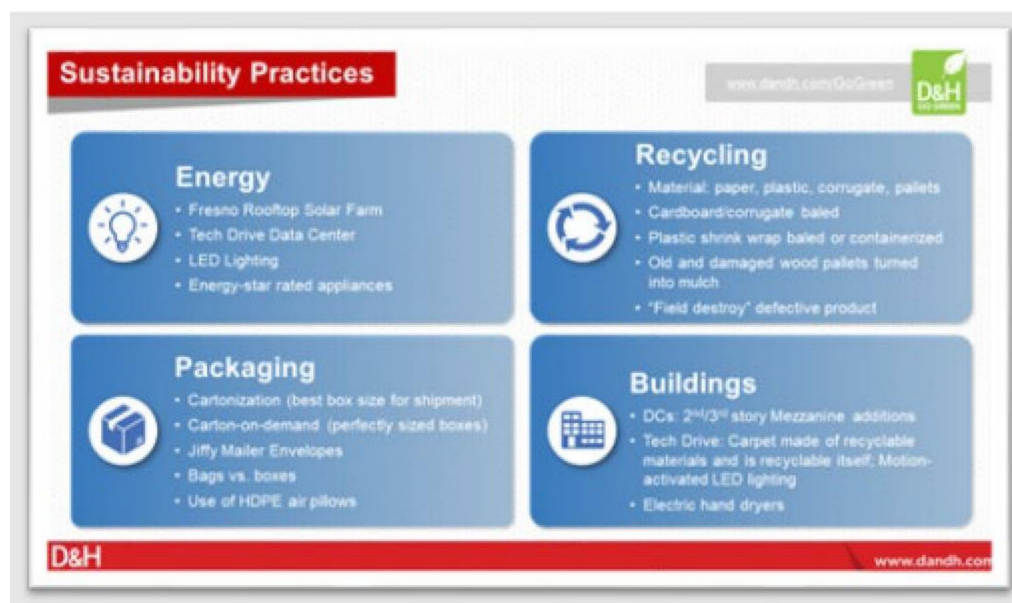 Sustainability Practices
www.dandh.com/GoGreen
D&H
GO GREEN
Energy
• Fresno Rooftop Solar Farm
• Tech Drive Data Center
• LED Lighting
• Energy-star rated appliances
Recycling
• Material: paper, plastic, corrugate, pallets
• Cardboard/corrugate baled
• Plastic shrink wrap baled or containerized
• Old and damaged wood pallets turned
into mulch
• "Field destroy" defective product
Packaging
• Cartonization (best box size for shipment)
• Carton-on-demand (perfectly sized boxes)
• Jiffy Mailer Envelopes
• Bags vs. boxes
• Use of HDPE air pillows
Buildings
• DCs: 2nd/3rd story Mezzanine additions
• Tech Drive: Carpet made of recyclable
materials and is recyclable itself; Motion-
activated LED lighting
• Electric hand dryers
D&H
www.dandh.com